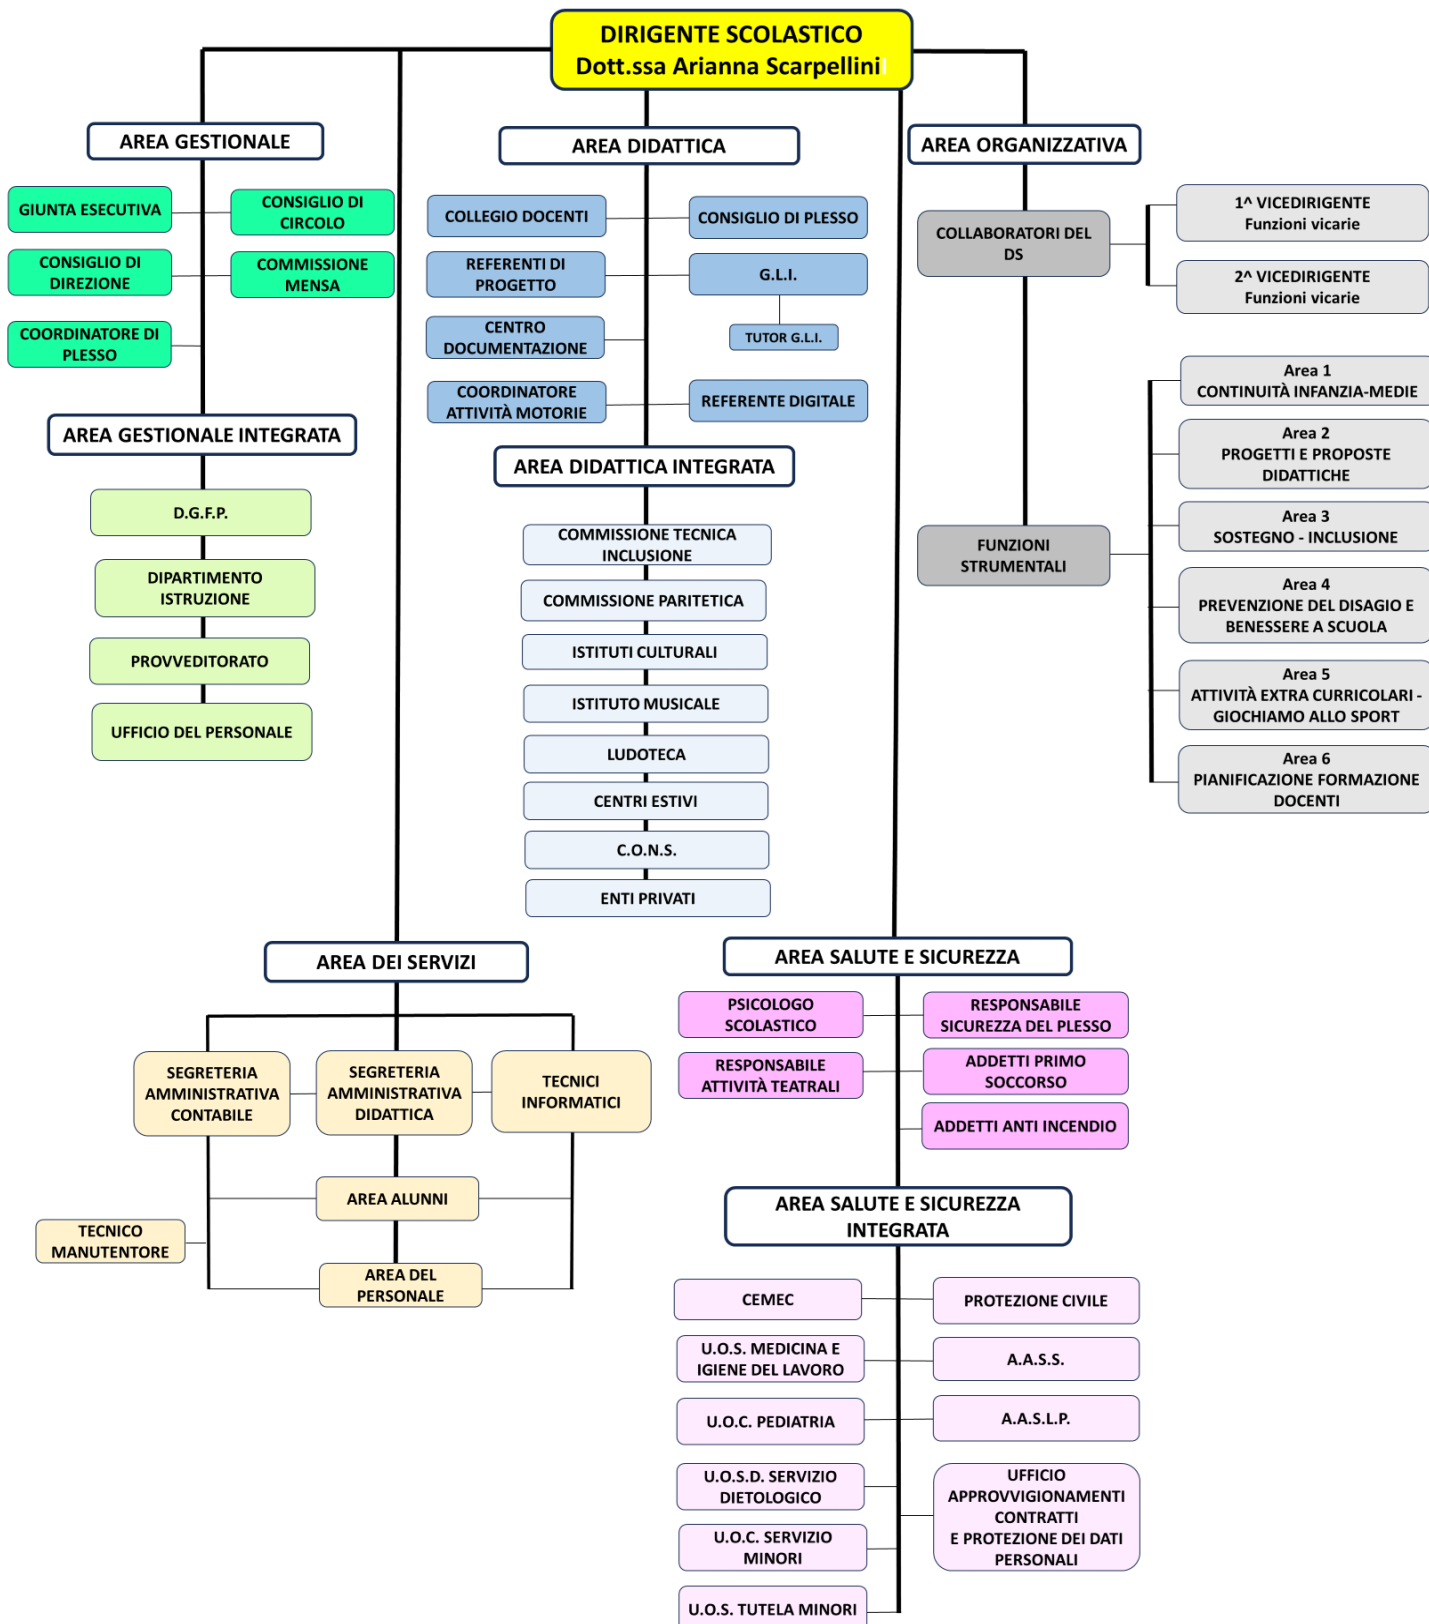 DIRIGENTE SCOLASTICO
Dott.ssa Arianna Scarpellini
AREA GESTIONALE
GIUNTA ESECUTIVA
CONSIGLIO DI
CIRCOLO
CONSIGLIO DI
DIREZIONE
COMMISSIONE
MENSA
COORDINATORE DI
PLESSO
AREA GESTIONALE INTEGRATA
D.G.F.P.
DIPARTIMENTO
ISTRUZIONE
PROVVEDITORATO
UFFICIO DEL PERSONALE
AREA DIDATTICA
COLLEGIO DOCENTI
CONSIGLIO DI PLESSO
REFERENTI DI
PROGETTO
G.L.I.
TUTOR G.L.I.
CENTRO
DOCUMENTAZIONE
COORDINATORE
ATTIVITÀ MOTORIE
REFERENTE DIGITALE
AREA DIDATTICA INTEGRATA
COMMISSIONE TECNICA
INCLUSIONE
COMMISSIONE PARITETICA
ISTITUTI CULTURALI
ISTITUTO MUSICALE
LUDOTECA
CENTRI ESTIVI
C.O.N.S.
ENTI PRIVATI
AREA ORGANIZZATIVA
COLLABORATORI DEL
DS
1^ VICEDIRIGENTE
Funzioni vicarie
2^ VICEDIRIGENTE
Funzioni vicarie
FUNZIONI
STRUMENTALI
Area 1
CONTINUITÀ INFANZIA-MEDIE
Area 2
PROGETTI E PROPOSTE
DIDATTICHE
Area 3
SOSTEGNO - INCLUSIONE
Area 4
PREVENZIONE DEL DISAGIO E
BENESSERE A SCUOLA
Area 5
ATTIVITÀ EXTRA CURRICOLARI -
GIOCHIAMO ALLO SPORT
Area 6
PIANIFICAZIONE FORMAZIONE
DOCENTI
AREA DEI SERVIZI
SEGRETERIA
AMMINISTRATIVA
CONTABILE
SEGRETERIA
AMMINISTRATIVA
DIDATTICA
TECNICI
INFORMATICI
AREA ALUNNI
TECNICO
MANUTENTORE
AREA DEL
PERSONALE
AREA SALUTE E SICUREZZA
PSICOLOGO
SCOLASTICO
RESPONSABILE
SICUREZZA DEL PLESSO
RESPONSABILE
ATTIVITÀ TEATRALI
ADDETTI PRIMO
SOCCORSO
ADDETTI ANTI INCENDIO
AREA SALUTE E SICUREZZA
INTEGRATA
CEMEC
PROTEZIONE CIVILE
U.O.S. MEDICINA E
IGIENE DEL LAVORO
A.A.S.S.
U.O.C. PEDIATRIA
A.A.S.L.P.
U.O.S.D. SERVIZIO
DIETOLOGICO
UFFICIO
APPROVVIGIONAMENTI
CONTRATTI
E PROTEZIONE DEI DATI
PERSONALI
U.O.C. SERVIZIO
MINORI
U.O.S. TUTELA MINORI